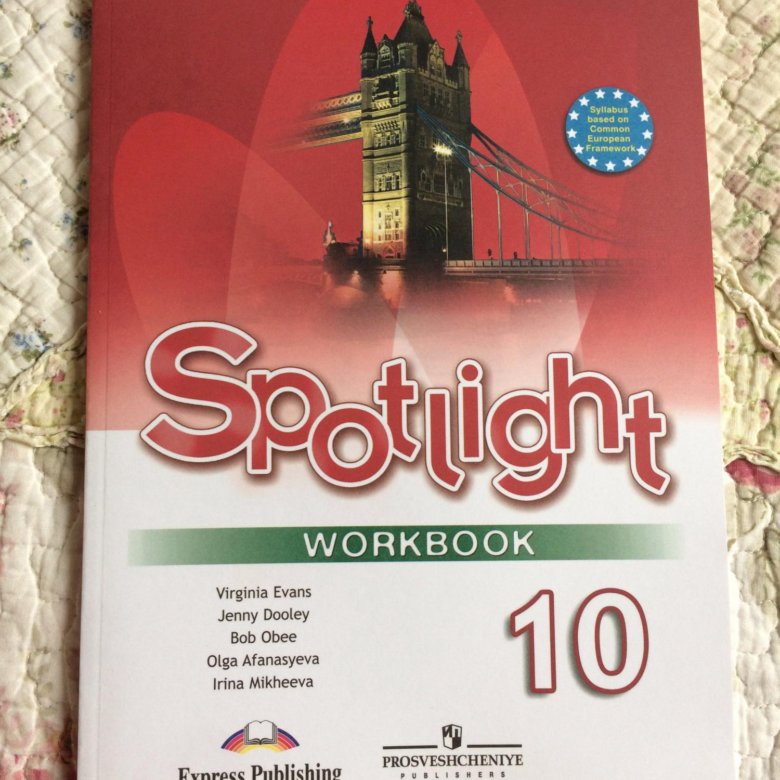 Syllabus
based on
Common
European
Framework
Spotlight
WORKBOOK
Virginia Evans
Jenny Dooley
Bob Obee
Olga Afanasyeva
Irina Mikheeva
10
Express Publishing
PROSVESHCHENIYE
PUBLISHERS